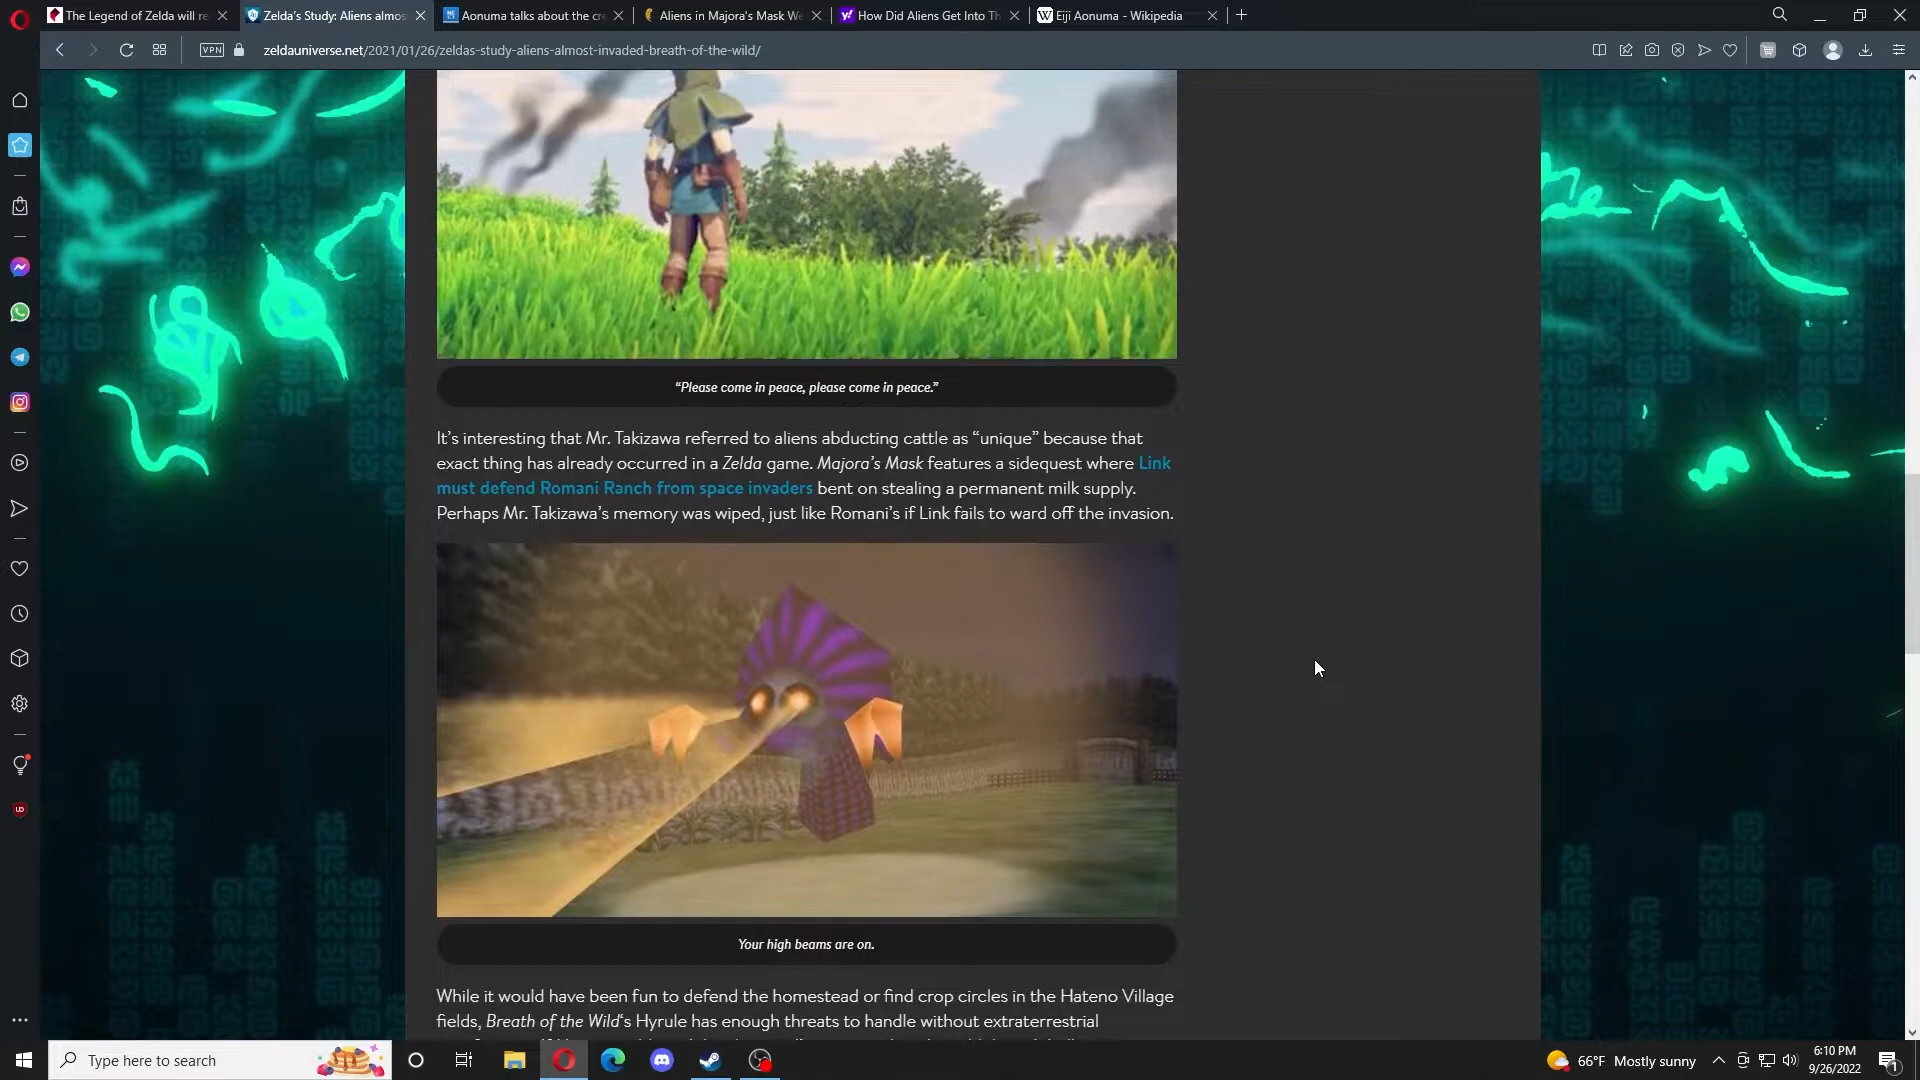 The Legend of Zelda will re
Zelda's Study: Aliens almos
Aonuma talks about the cre
Aliens in Majora's Mask We
How Did Aliens Get Into Th
Eiji Aonuma - Wikipedia
VPN
zeldauniverse.net/2021/01/26/zeldas-study-aliens-almost-invaded-breath-of-the-wild/
“Please come in peace, please come in peace.”
It’s interesting that Mr. Takizawa referred to aliens abducting cattle as “unique” because that
exact thing has already occurred in a Zelda game. Majora’s Mask features a sidequest where Link
must defend Romani Ranch from space invaders bent on stealing a permanent milk supply.
Perhaps Mr. Takizawa’s memory was wiped, just like Romani’s if Link fails to ward off the invasion.
Your high beams are on.
While it would have been fun to defend the homestead or find crop circles in the Hateno Village
fields, Breath of the Wild‘s Hyrule has enough threats to handle without extraterrestrial
Type here to search
66°F Mostly sunny
6:10 PM
9/26/2022
1